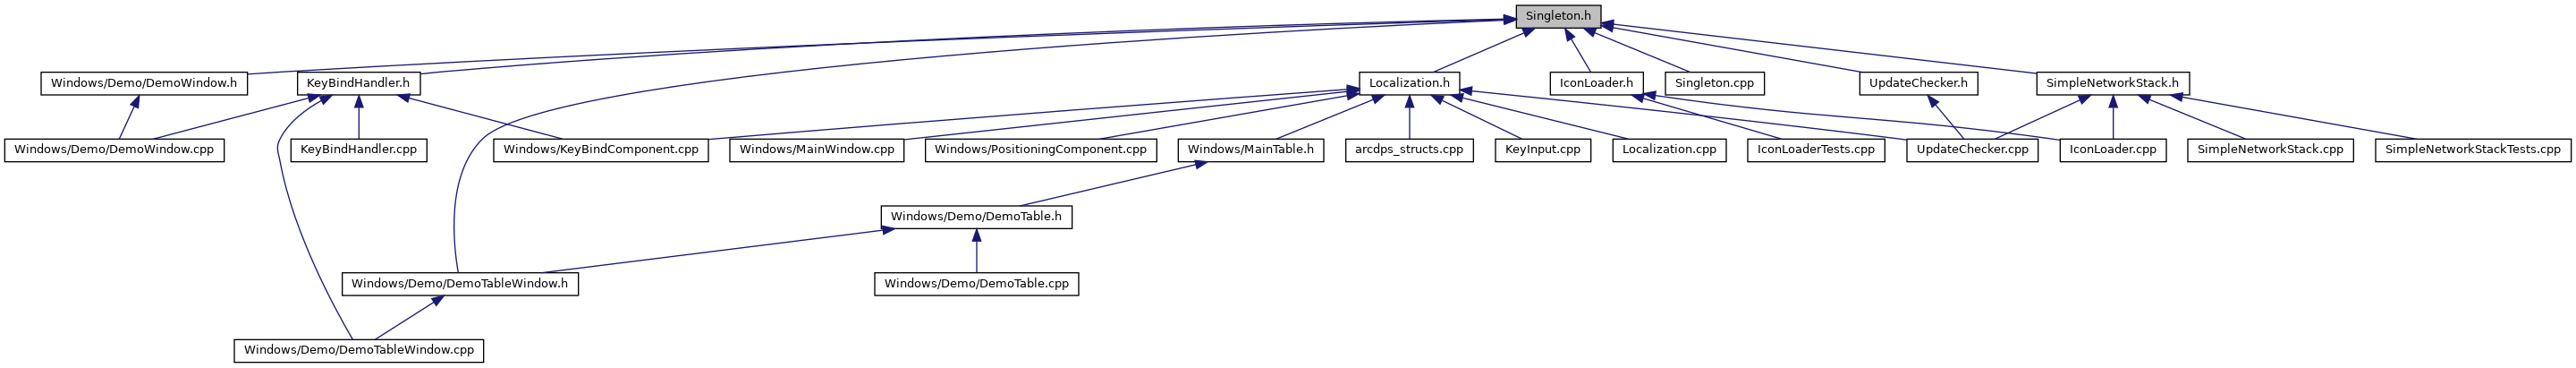 Singleton.h
Windows/Demo/DemoWindow.h
KeyBindHandler.h
Localization.h
IconLoader.h
Singleton.cpp
UpdateChecker.h
SimpleNetworkStack.h
Windows/Demo/DemoWindow.cpp
KeyBindHandler.cpp
Windows/KeyBindComponent.cpp
Windows/MainWindow.cpp
Windows/PositioningComponent.cpp
Windows/MainTable.h
arcdps_structs.cpp
KeyInput.cpp
Localization.cpp
IconLoaderTests.cpp
UpdateChecker.cpp
IconLoader.cpp
SimpleNetworkStack.cpp
SimpleNetworkStackTests.cpp
Windows/Demo/DemoTable.h
Windows/Demo/DemoTableWindow.h
Windows/Demo/DemoTable.cpp
Windows/Demo/DemoTableWindow.cpp